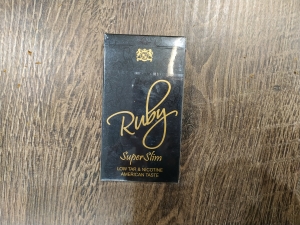 Ruby
SuperSlim
LOW TAR & NICOTINE
AMERICAN TASTE